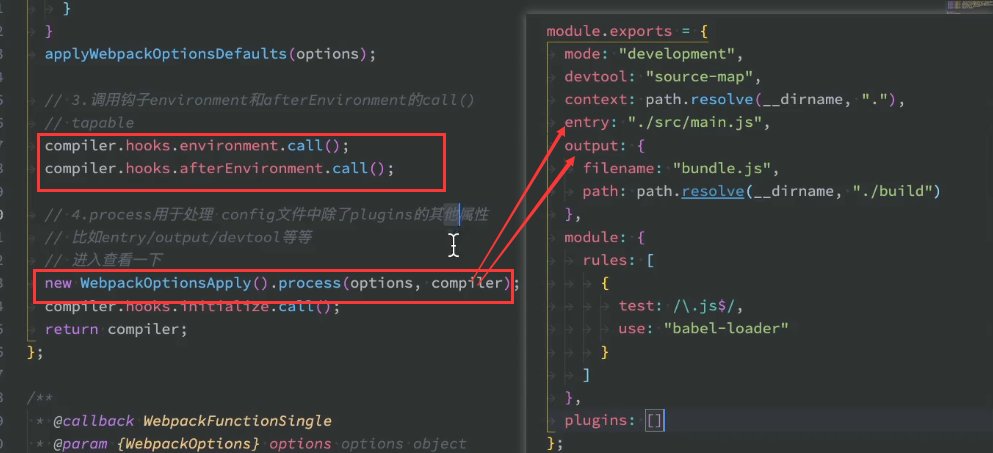 }
}
applyWebpackOptionsDefaults(options);
// 3.调用钩子environment和afterEnvironment的call()
// tapable
compiler.hooks.environment.call();
compiler.hooks.afterEnvironment.call();
// 4.process用于处理 config文件中除了plugins的其他属性
// 比如entry/output/devtool等等
// 进入查看一下
new WebpackOptionsApply().process(options, compiler);
compiler.hooks.initialize.call();
return compiler;
};
/**
* @callback WebpackFunctionSingle
* @param {WebpackOptions} options options object
module.exports = {
mode: "development",
devtool: "source-map",
context: path.resolve(__dirname, "."),
entry: "./src/main.js",
output: {
filename: "bundle.js",
path: path.resolve(__dirname, "./build")
},
module: {
rules: [
{
test: /\.js$/,
use: "babel-loader"
}
]
},
plugins: []
};